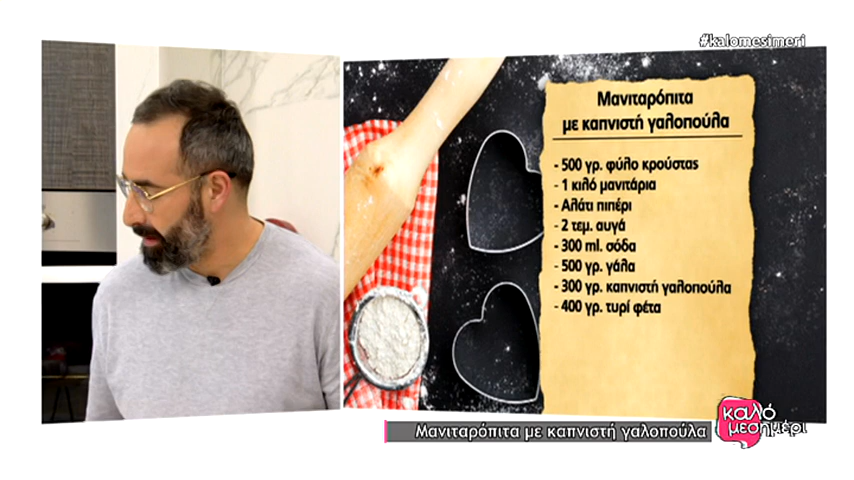 #kalomesimeri
Μανιταρόπιτα
με καπνιστή γαλοπούλα
- 500 γρ. φύλο κρούστας
- 1 κιλό μανιτάρια
- Αλάτι πιπέρι
- 2 τεμ. αυγά
- 300 ml. σόδα
- 500 γρ. γάλα
- 300 γρ. καπνιστή γαλοπούλα
- 400 γρ. τυρί φέτα
καλό
μεσημέρι
Μανιταρόπιτα με καπνιστή γαλοπούλα